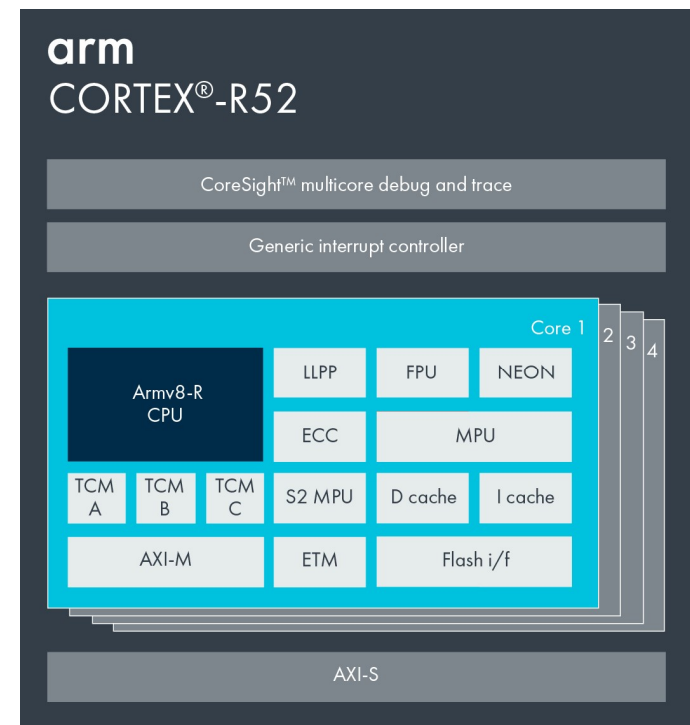 arm
CORTEX®-R52
CoreSight™ multicore debug and trace
Generic interrupt controller
Core 1
2
3
4
Armv8-R
CPU
LLPP
FPU
NEON
ECC
MPU
TCM
A
TCM
B
TCM
C
S2 MPU
D cache
I cache
AXI-M
ETM
Flash i/f
AXI-S